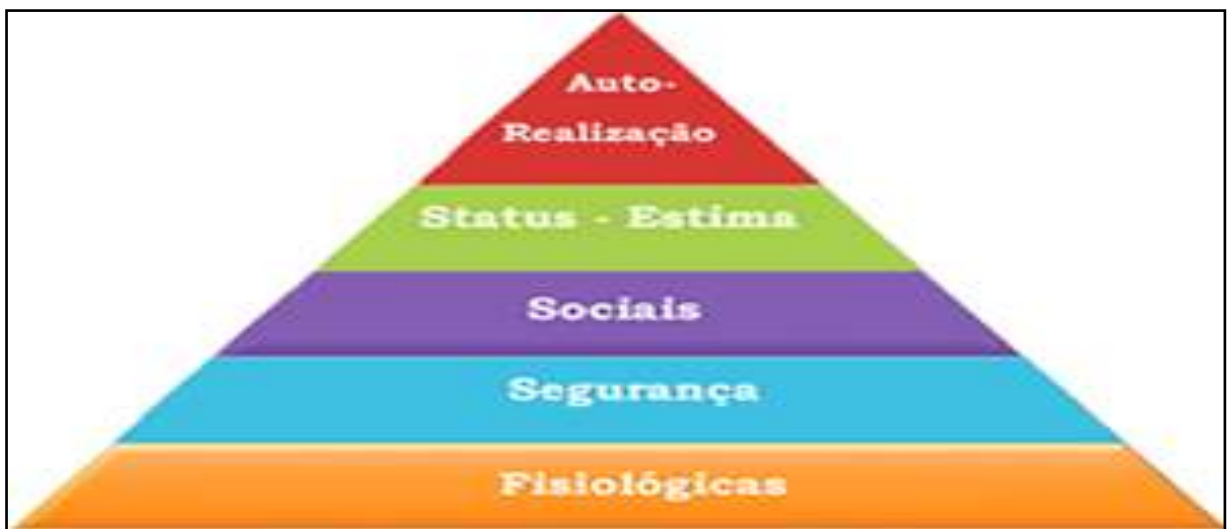 Auto-
Realização
Status - Estima
Sociais
Segurança
Fisiológicas